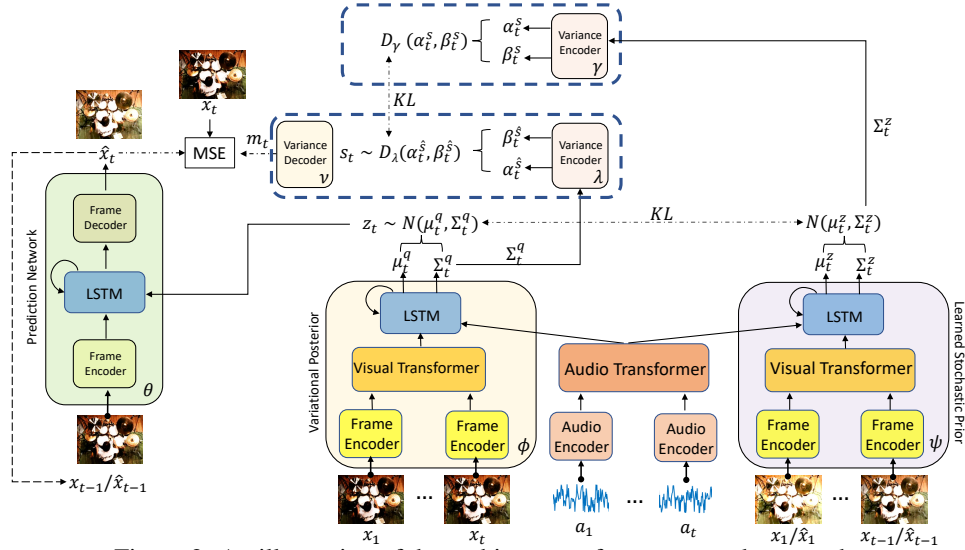 D_γ (α_t^s, β_t^s)
α_t^s
β_t^s
Variance
Encoder
γ
x_t
KL
Σ_t^z
x̂_t
MSE
m_t
Variance
Decoder
ν
s_t ~ D_λ(α_t^ŝ, β_t^ŝ)
β_t^ŝ
α_t^ŝ
Variance
Encoder
λ
Prediction Network
Frame
Decoder
LSTM
Frame
Encoder
θ
x_{t-1}/x̂_{t-1}
z_t ~ N(μ_t^q, Σ_t^q)
KL
N(μ_t^z, Σ_t^z)
μ_t^q
Σ_t^q
Σ_t^q
μ_t^z
Σ_t^z
Variational Posterior
LSTM
Visual Transformer
Frame
Encoder
Frame
Encoder
ϕ
x_1
...
x_t
Audio Transformer
Audio
Encoder
Audio
Encoder
a_1
...
a_t
LSTM
Visual Transformer
Frame
Encoder
Frame
Encoder
ψ
Learned Stochastic Prior
x_1/x̂_1
...
x_{t-1}/x̂_{t-1}